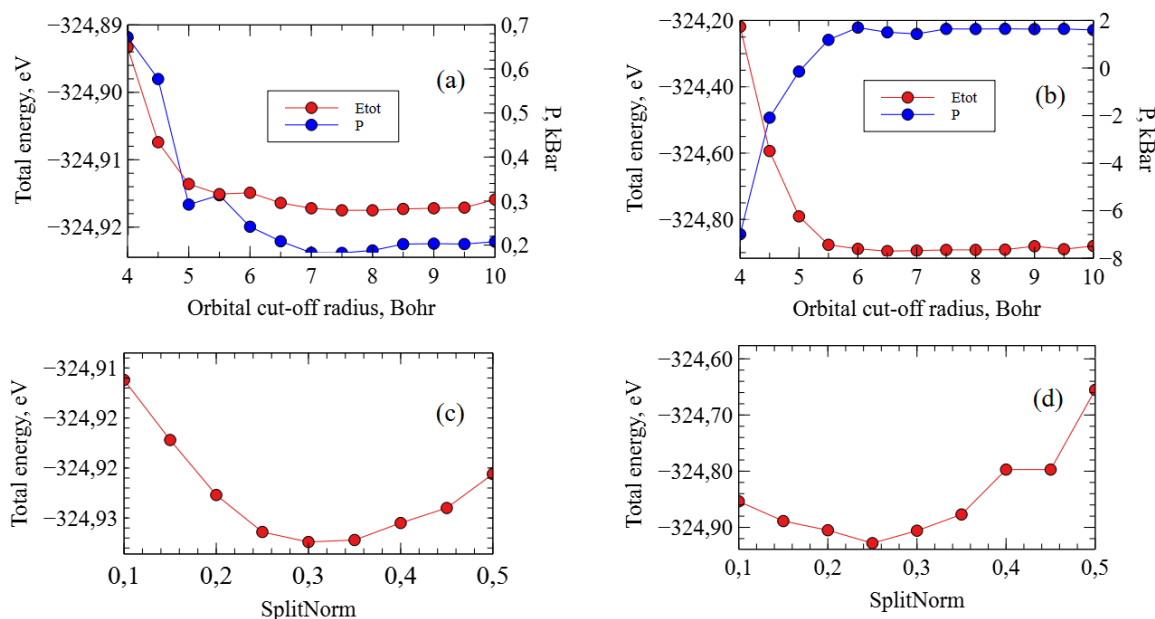 (a)
Total energy, eV
−324,89
−324,90
−324,91
−324,92
Etot
P
0,7
0,6
0,5
0,4
0,3
0,2
P, kBar
4 5 6 7 8 9 10
Orbital cut-off radius, Bohr
(b)
Total energy, eV
−324,20
−324,40
−324,60
−324,80
Etot
P
2
0
−2
−4
−6
−8
P, kBar
4 5 6 7 8 9 10
Orbital cut-off radius, Bohr
(c)
Total energy, eV
−324,91
−324,92
−324,92
−324,93
0,1 0,2 0,3 0,4 0,5
SplitNorm
(d)
Total energy, eV
−324,60
−324,70
−324,80
−324,90
0,1 0,2 0,3 0,4 0,5
SplitNorm